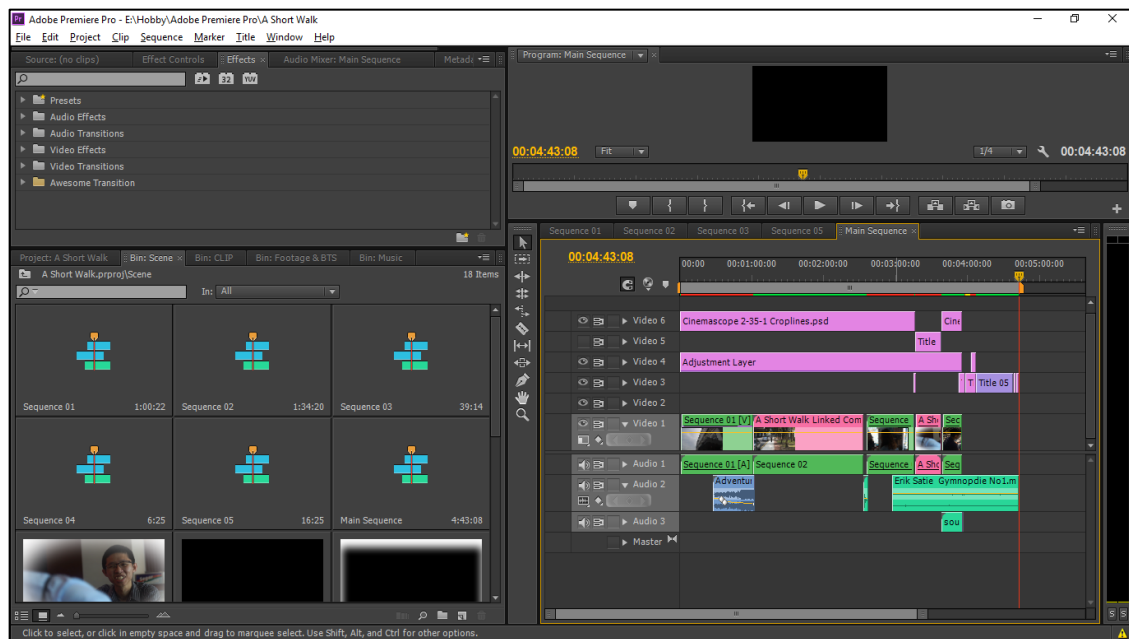 Adobe Premiere Pro - E:\Hobby\Adobe Premiere Pro\A Short Walk
File Edit Project Clip Sequence Marker Title Window Help
Source: (no clips) Effect Controls Effects × Audio Mixer: Main Sequence Metada
32 YUV
Presets
Audio Effects
Audio Transitions
Video Effects
Video Transitions
Awesome Transition
Program: Main Sequence
00:04:43:08 Fit 1/4 00:04:43:08
Project: A Short Walk Bin: Scene × Bin: CLIP Bin: Footage & BTS Bin: Music
A Short Walk.prproj\Scene 18 Items
In: All
Sequence 01 1:00:22
Sequence 02 1:34:20
Sequence 03 39:14
Sequence 04 6:25
Sequence 05 16:25
Main Sequence 4:43:08
Sequence 01 Sequence 02 Sequence 03 Sequence 05 Main Sequence ×
00:04:43:08
00:00 00:01:00:00 00:02:00:00 00:03:00:00 00:04:00:00 00:05:00:00
Video 6 Cinemascope 2-35-1 Croplines.psd Cine
Video 5 Title
Video 4 Adjustment Layer
Video 3 T Title 05
Video 2
Video 1 Sequence 01 [V] A Short Walk Linked Com Sequence A Sh Sec
Audio 1 Sequence 01 [A] Sequence 02 Sequence A Sho Seq
Audio 2 Adventu Erik Satie Gymnopdie No1.m
Audio 3 sou
Master
S S
Click to select, or click in empty space and drag to marquee select. Use Shift, Alt, and Ctrl for other options.